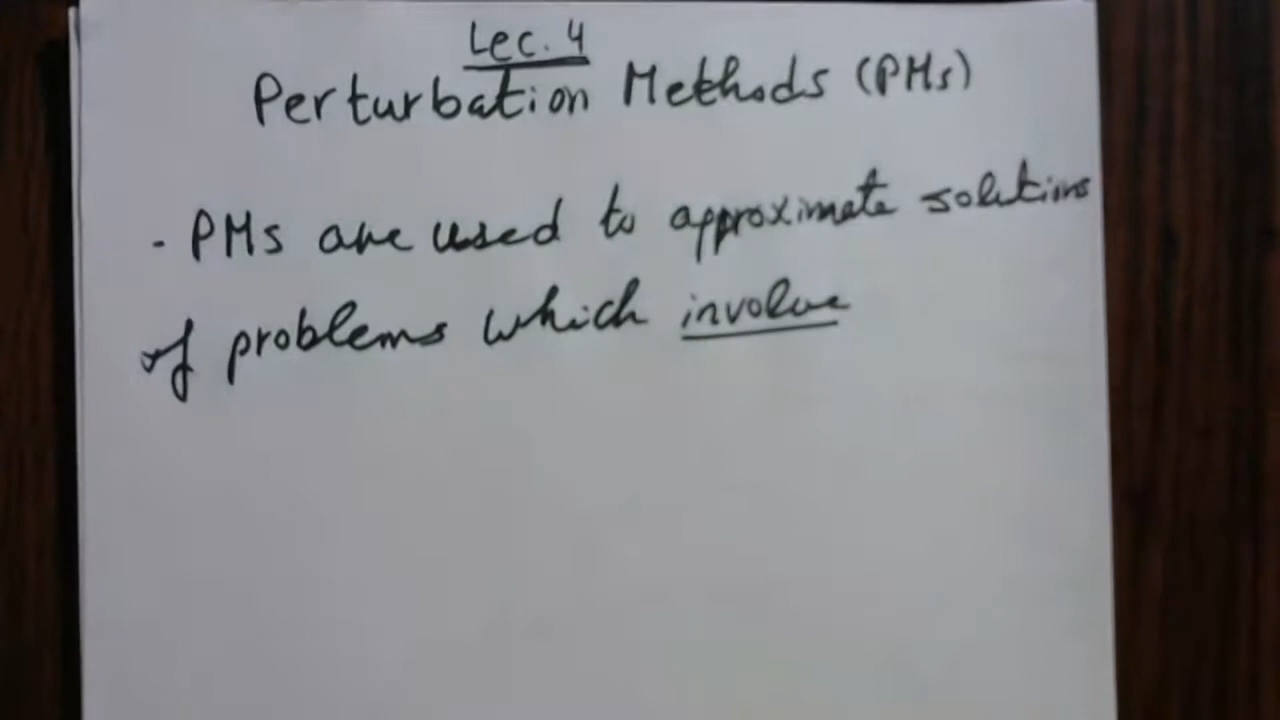 Lec. 4
Perturbation Methods (PMs)
- PMs are used to approximate solutions
of problems which involve